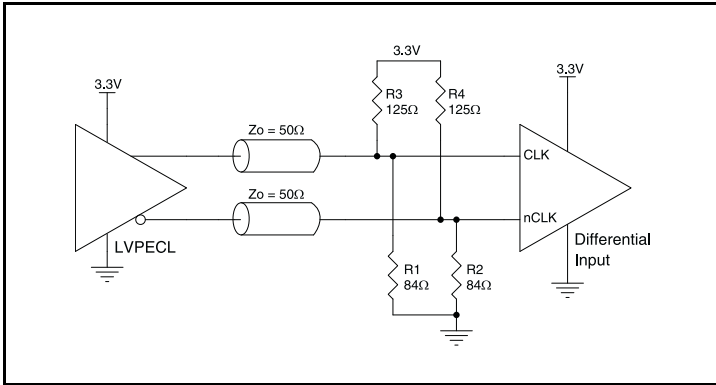 3.3V
3.3V
3.3V
R3
125Ω
R4
125Ω
Zo = 50Ω
CLK
Zo = 50Ω
nCLK
LVPECL
Differential
Input
R1
84Ω
R2
84Ω